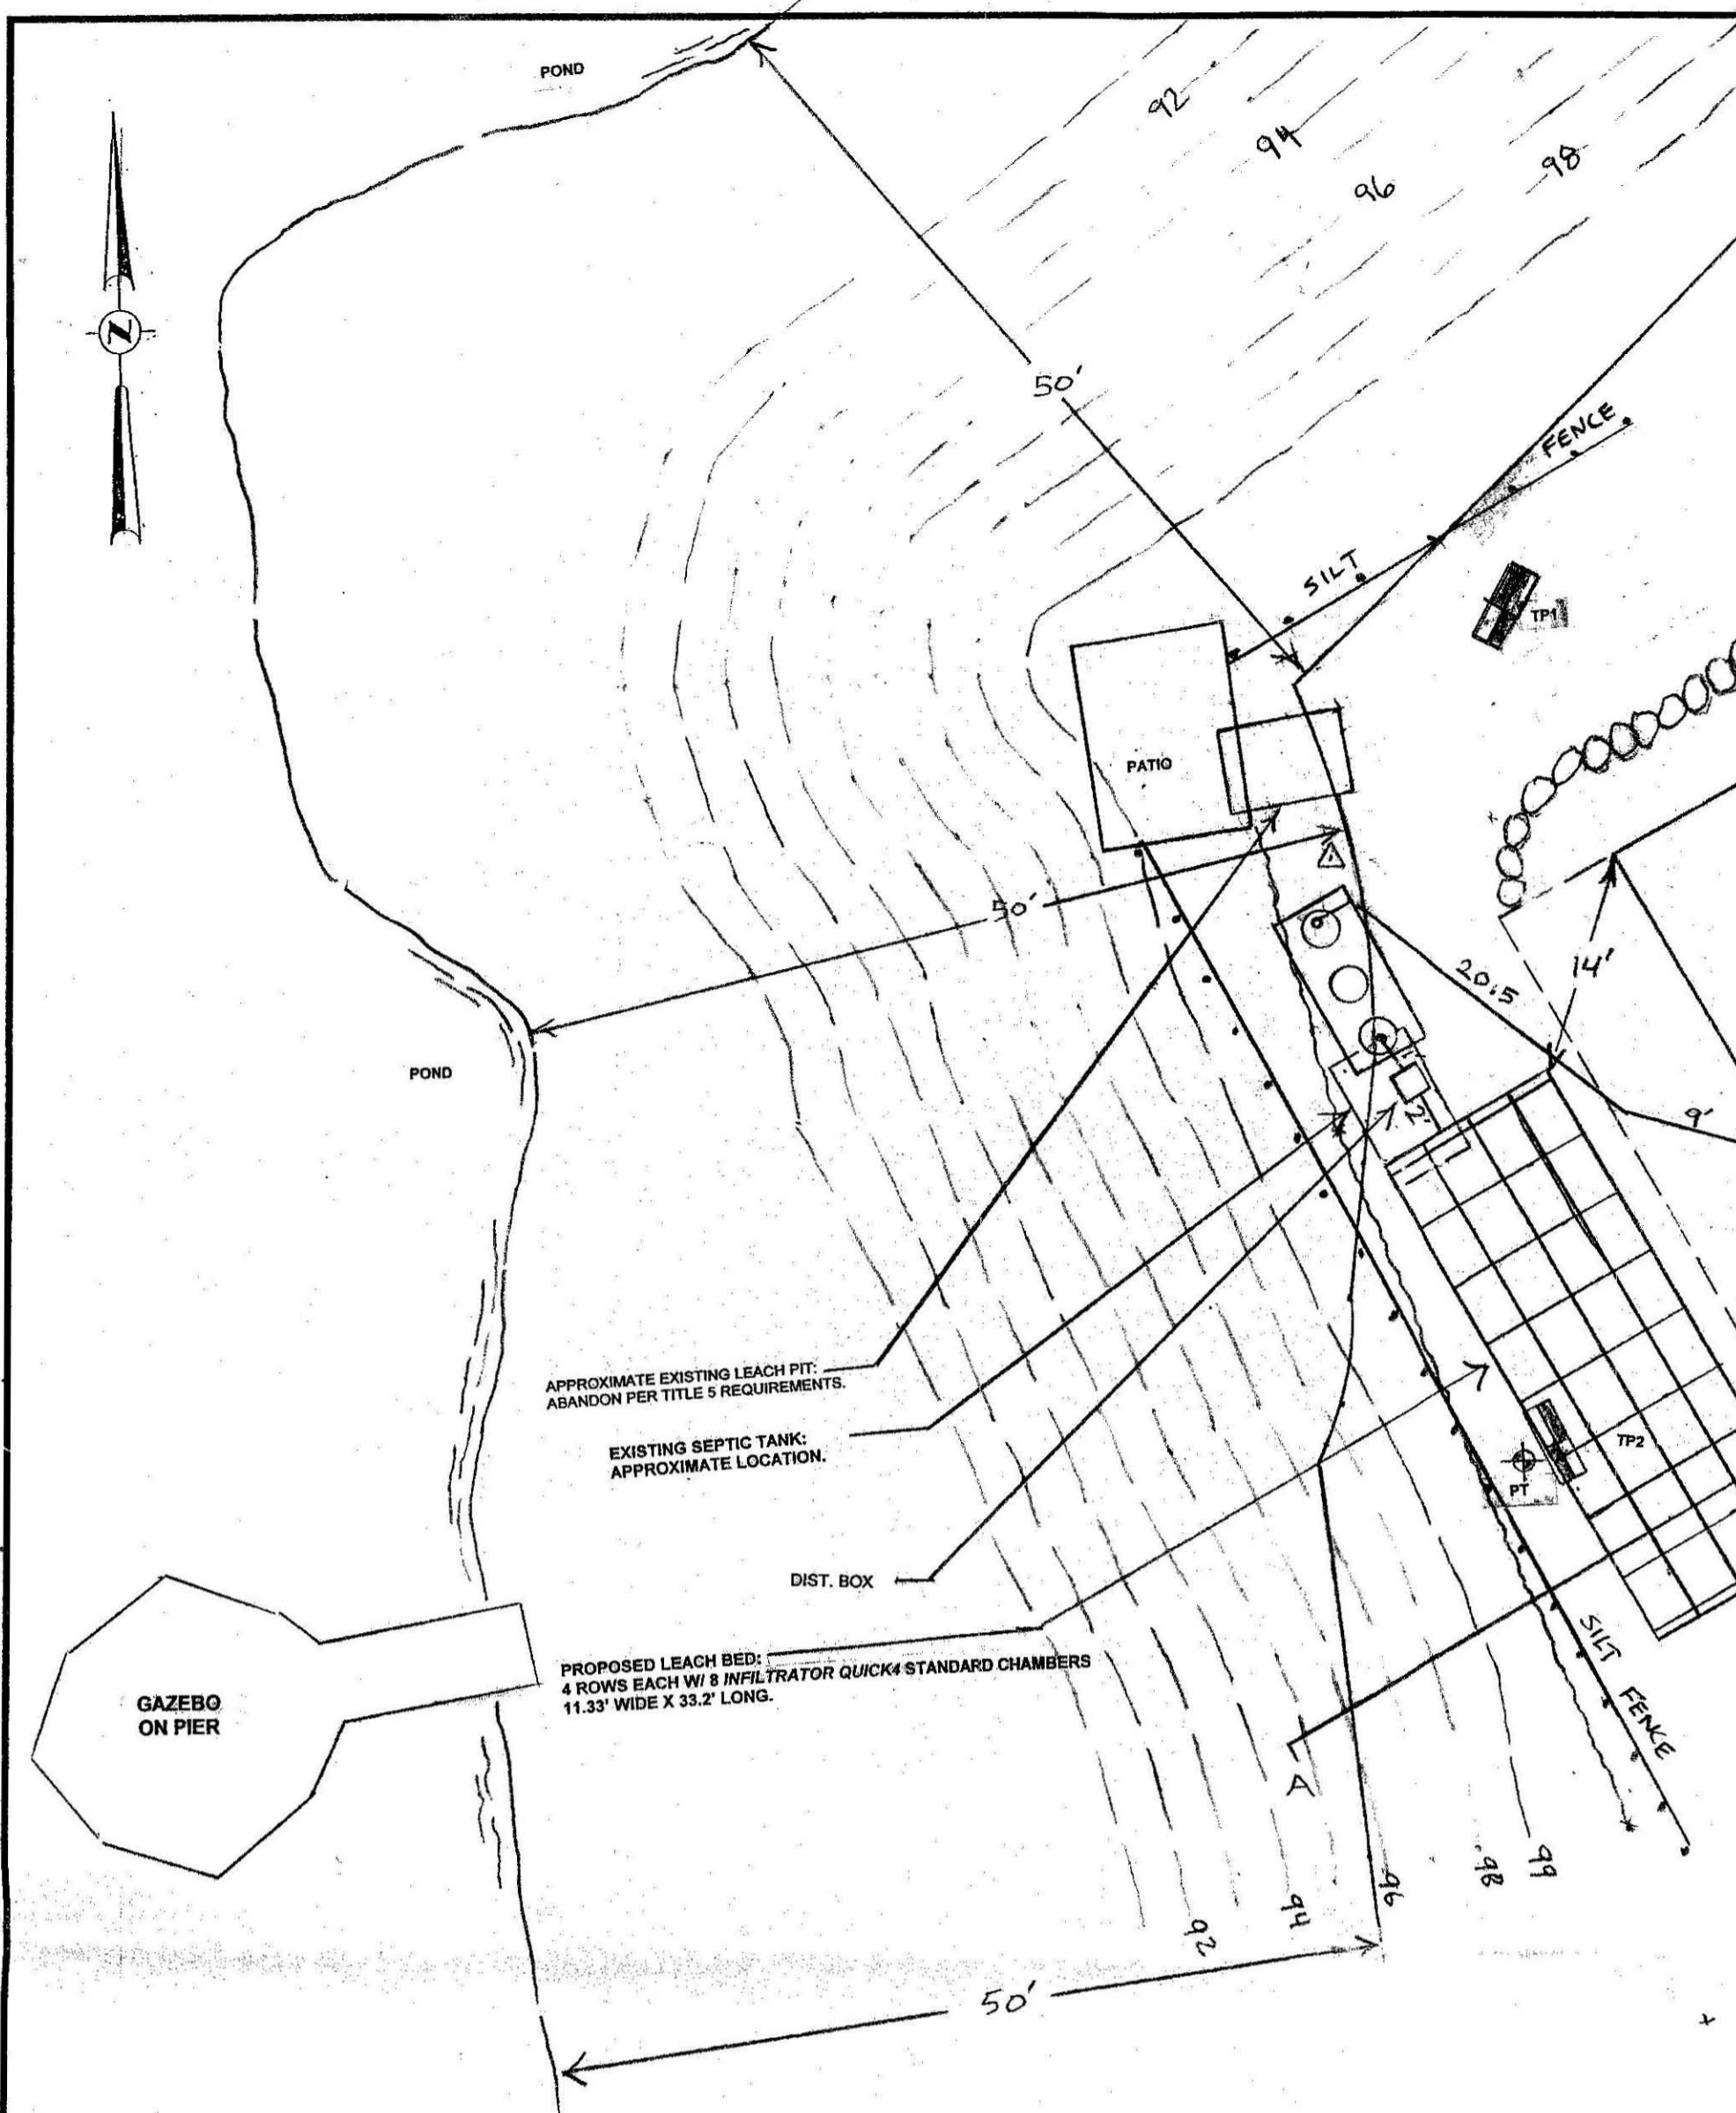 POND
92
94
96
98
N
50'
FENCE
SILT
TP1
PATIO
50'
20.5
14'
POND
9'
2'
APPROXIMATE EXISTING LEACH PIT:
ABANDON PER TITLE 5 REQUIREMENTS.
EXISTING SEPTIC TANK:
APPROXIMATE LOCATION.
TP2
PT
DIST. BOX
PROPOSED LEACH BED:
4 ROWS EACH W/ 8 INFILTRATOR QUICK4 STANDARD CHAMBERS
11.33' WIDE X 33.2' LONG.
SILT
FENCE
GAZEBO
ON PIER
A
92
94
96
98
99
50'